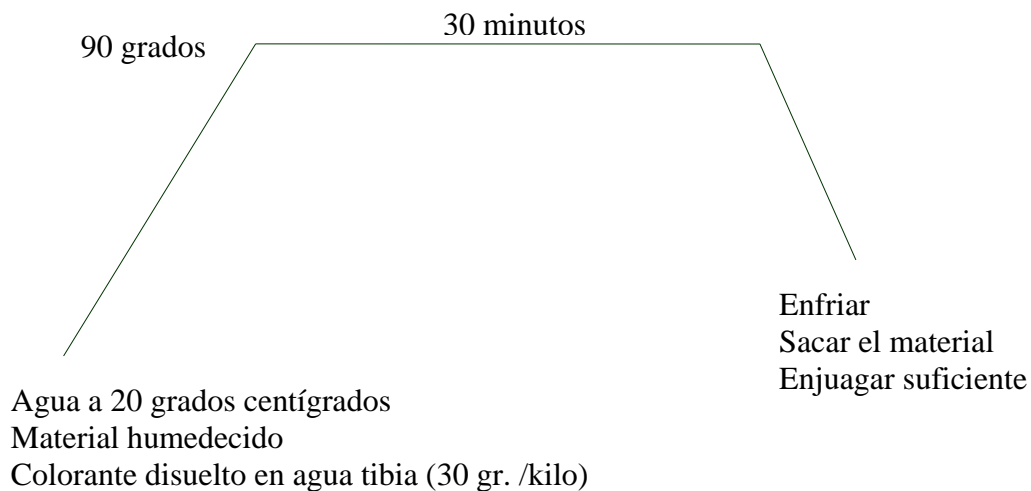 30 minutos
90 grados
Enfriar
Sacar el material
Enjuagar suficiente
Agua a 20 grados centígrados
Material humedecido
Colorante disuelto en agua tibia (30 gr. /kilo)